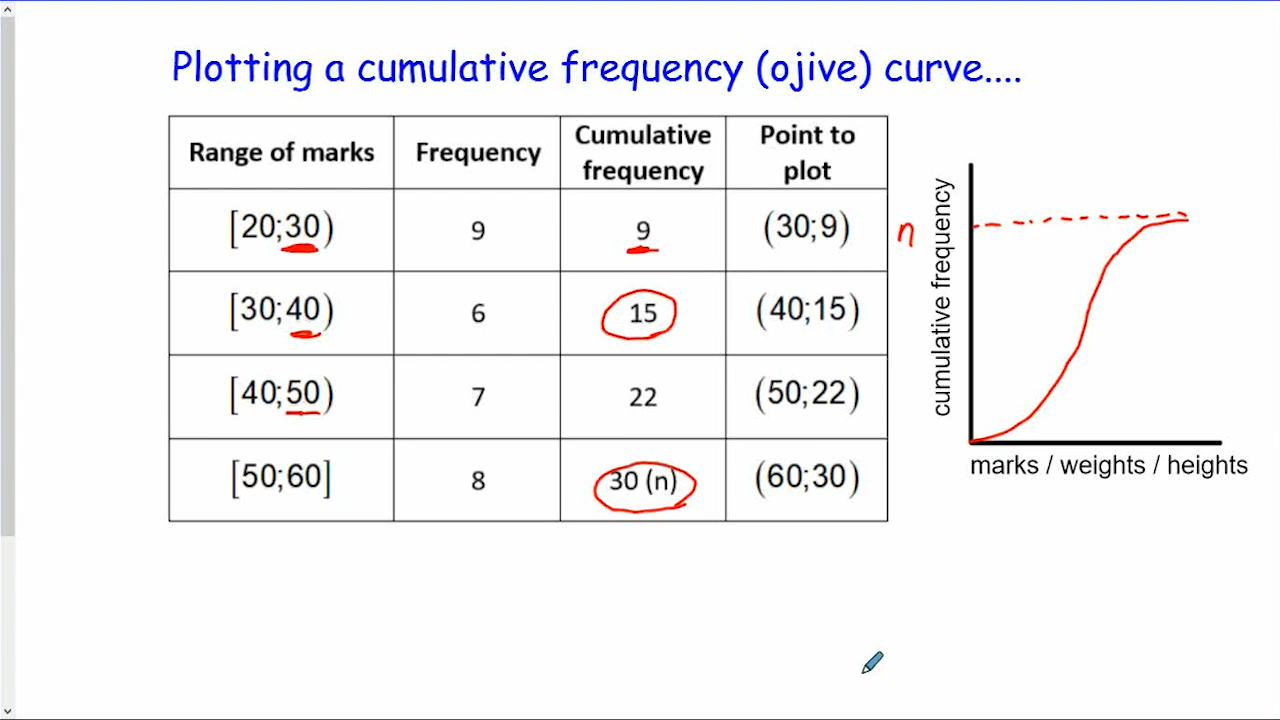 Plotting a cumulative frequency (ojive) curve....
Range of marks Frequency Cumulative frequency Point to plot
[20;30) 9 9 (30;9)
[30;40) 6 15 (40;15)
[40;50) 7 22 (50;22)
[50;60] 8 30 (n) (60;30)
n
cumulative frequency
marks / weights / heights